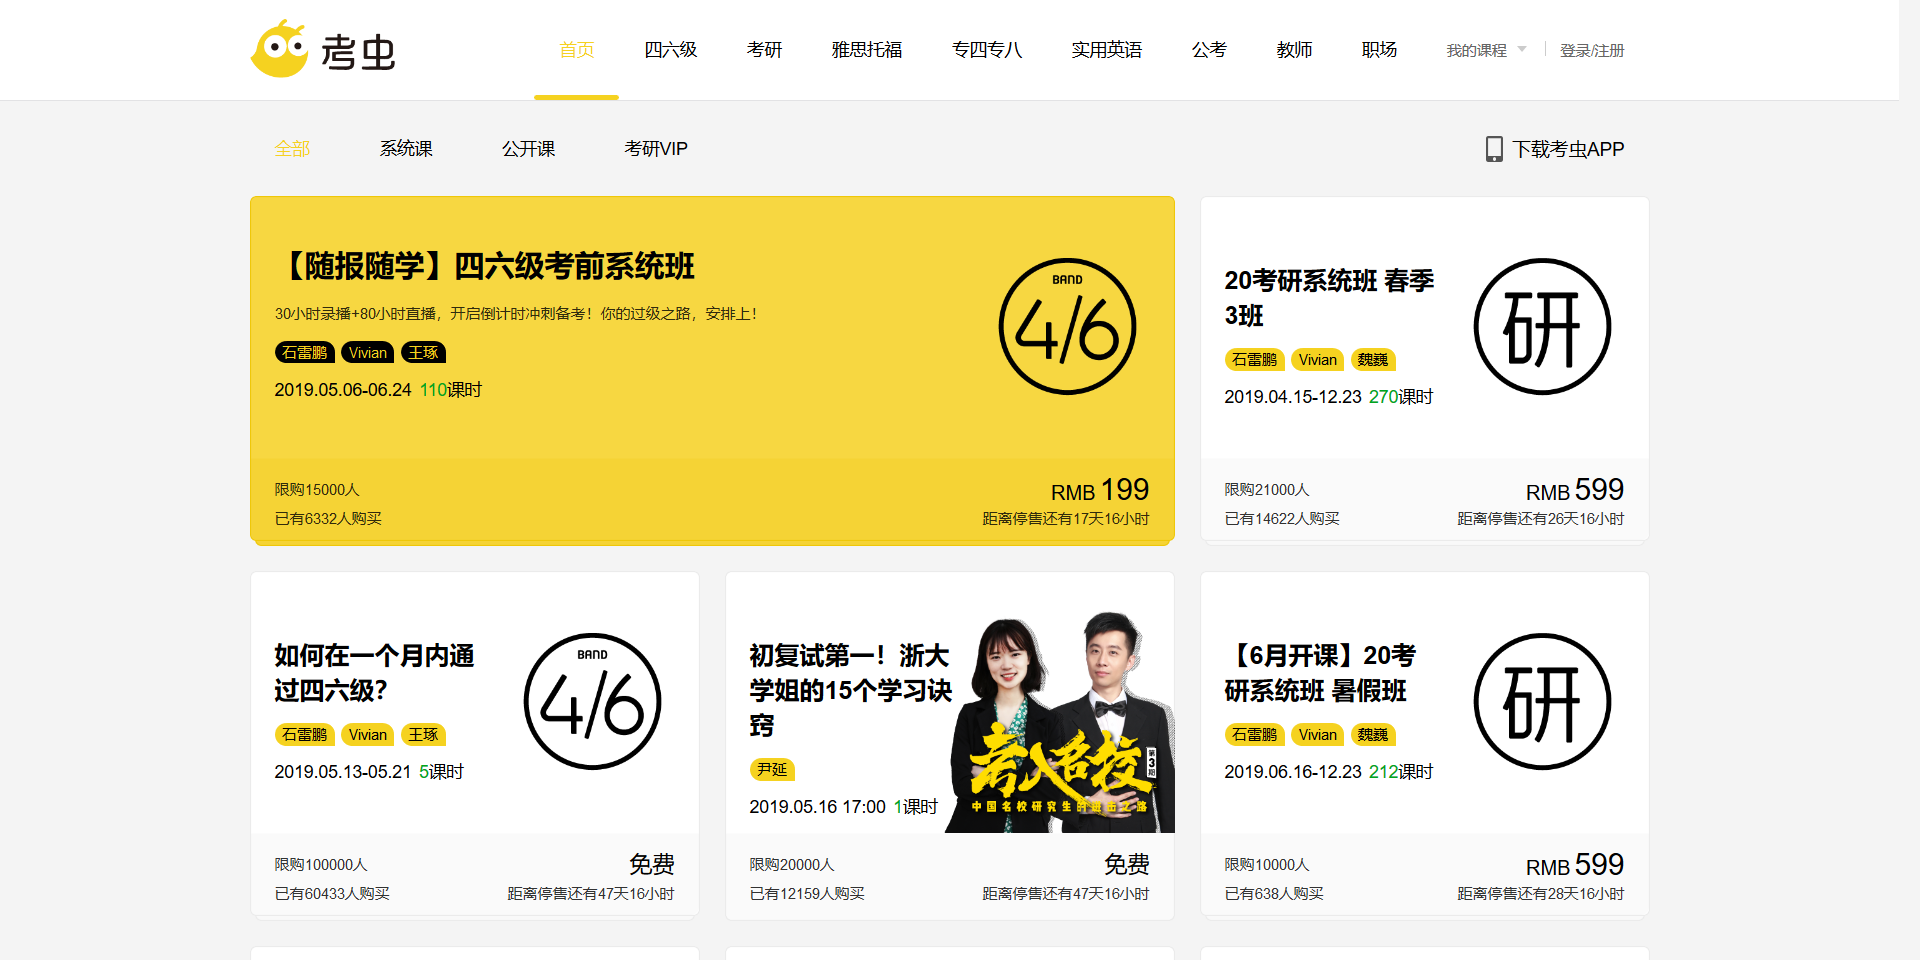 考虫
首页 四六级 考研 雅思托福 专四专八 实用英语 公考 教师 职场 我的课程 登录/注册
全部 系统课 公开课 考研VIP 下载考虫APP
【随报随学】四六级考前系统班
30小时录播+80小时直播，开启倒计时冲刺备考！你的过级之路，安排上！
石雷鹏 Vivian 王琢
2019.05.06-06.24 110课时
BAND
4/6
限购15000人
RMB 199
已有6332人购买
距离停售还有17天16小时
20考研系统班 春季
3班
石雷鹏 Vivian 魏巍
2019.04.15-12.23 270课时
研
限购21000人
RMB 599
已有14622人购买
距离停售还有26天16小时
如何在一个月内通
过四六级？
石雷鹏 Vivian 王琢
2019.05.13-05.21 5课时
BAND
4/6
限购100000人
免费
已有60433人购买
距离停售还有47天16小时
初复试第一！浙大
学姐的15个学习诀
窍
尹延
2019.05.16 17:00 1课时
考入名校
第3期
中国名校研究生的进击之路
限购20000人
免费
已有12159人购买
距离停售还有47天16小时
【6月开课】20考
研系统班 暑假班
石雷鹏 Vivian 魏巍
2019.06.16-12.23 212课时
研
限购10000人
RMB 599
已有638人购买
距离停售还有28天16小时